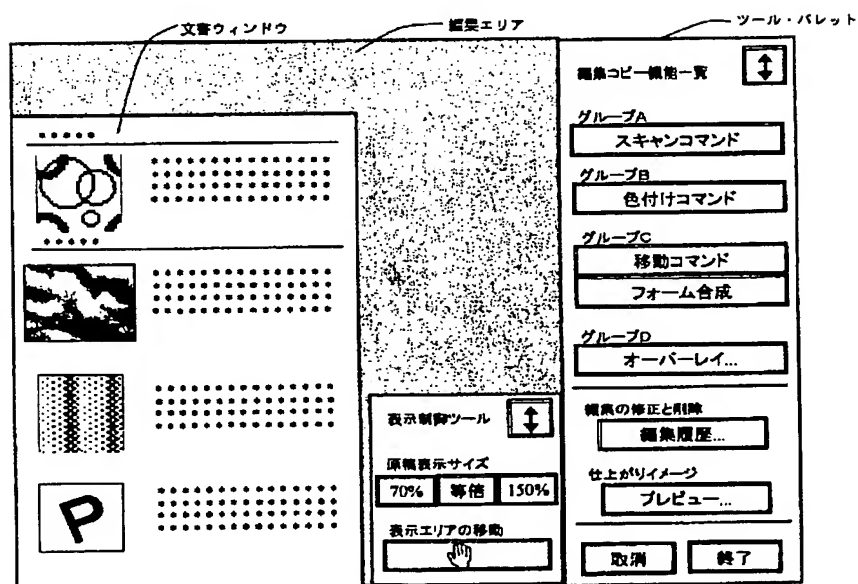 文書ウィンドウ
編集エリア
ツール・パレット
編集コピー機能一覧
グループA
スキャンコマンド
グループB
色付けコマンド
グループC
移動コマンド
フォーム合成
グループD
オーバーレイ...
編集の修正と削除
編集履歴...
仕上がりイメージ
プレビュー...
取消 終了
表示制御ツール
原稿表示サイズ
70% 等倍 150%
表示エリアの移動
P